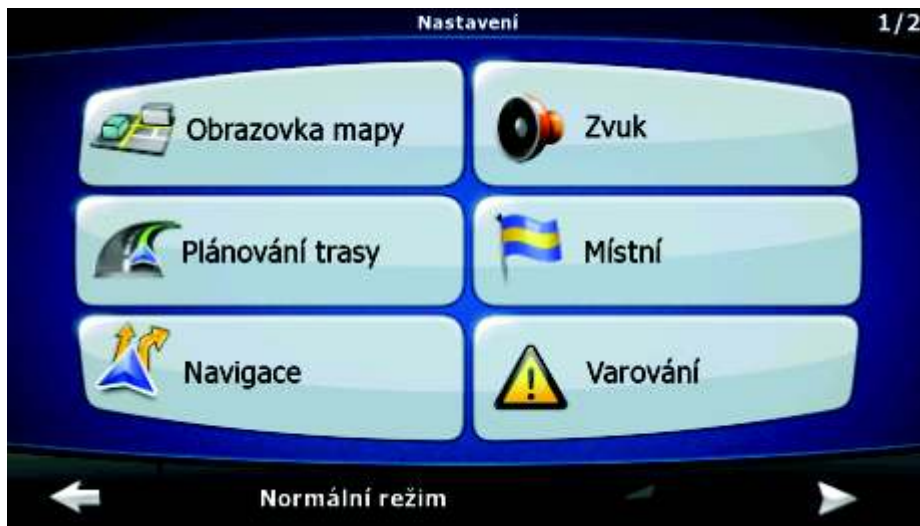 Nastavení
1/2
Obrazovka mapy
Zvuk
Plánování trasy
Místní
Navigace
Varování
Normální režim